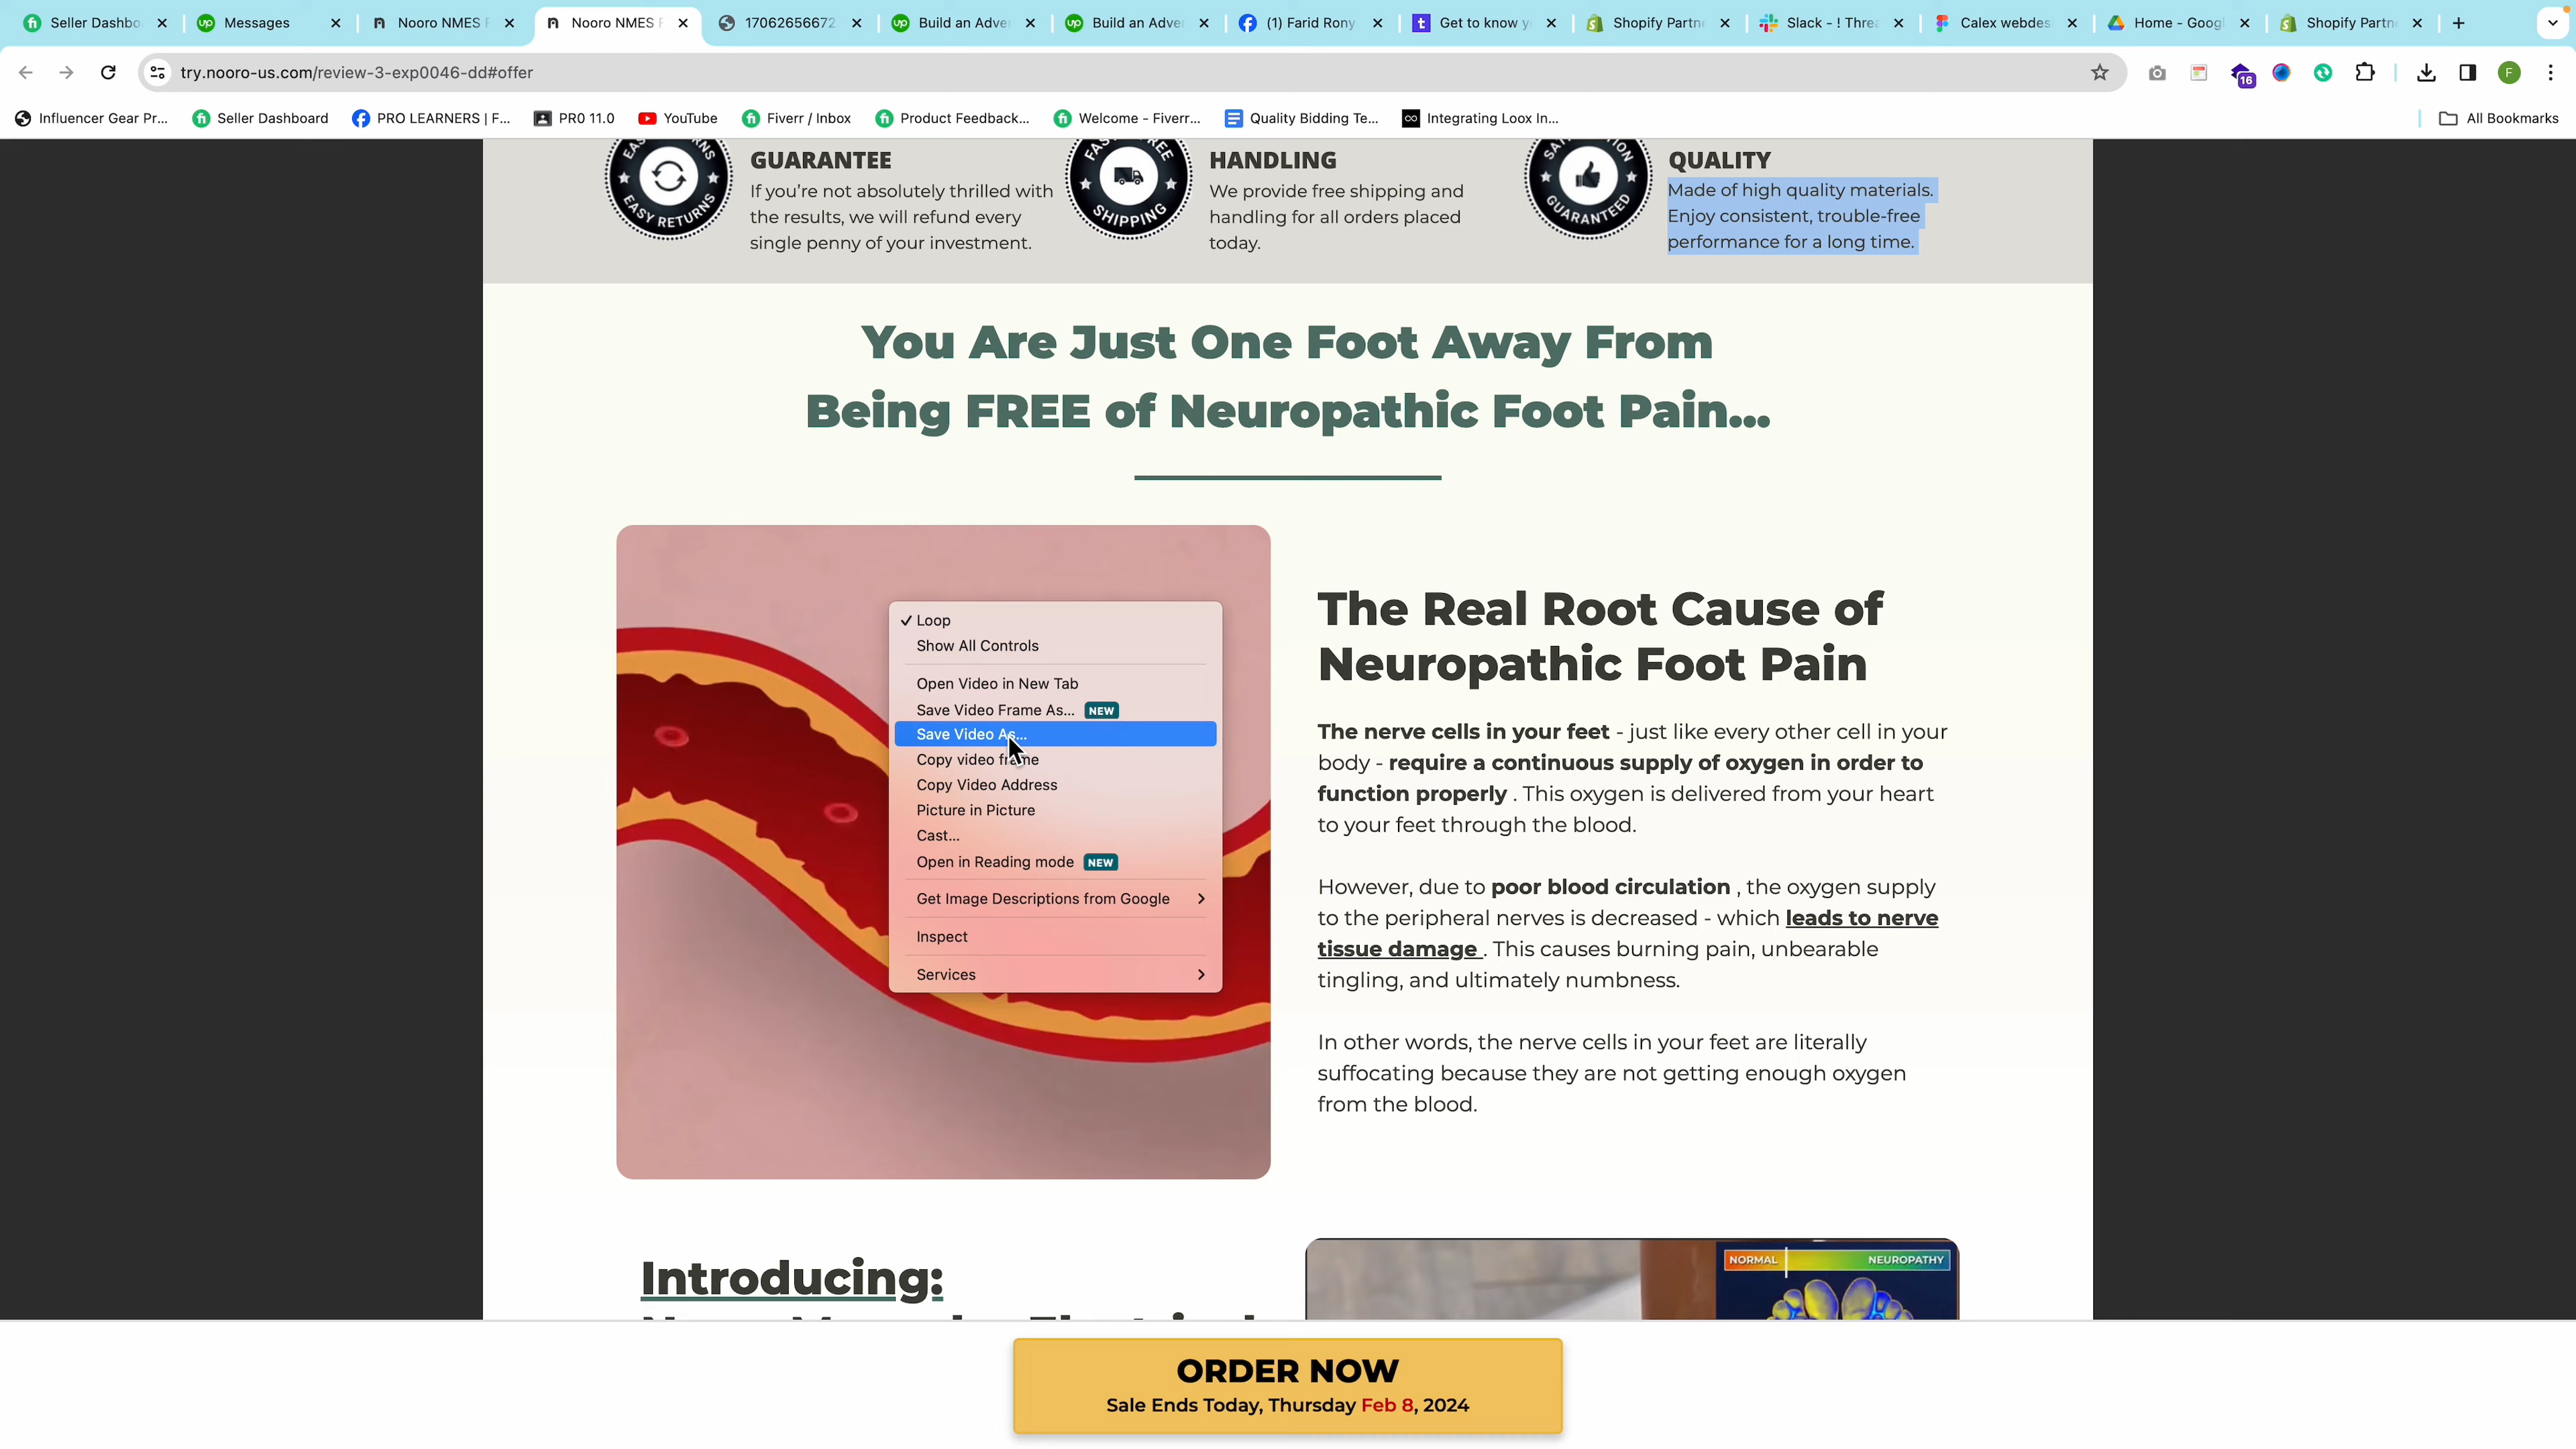 Seller Dashbo
Messages
Nooro NMES F
Nooro NMES F
17062656672
Build an Adve
Build an Adve
(1) Farid Rony
Get to know y
Shopify Partn
Slack - ! Threa
Calex webdes
Home - Googl
Shopify Partn
try.nooro-us.com/review-3-exp0046-dd#offer
16
F
Influencer Gear Pr...
Seller Dashboard
PRO LEARNERS | F...
PR0 11.0
YouTube
Fiverr / Inbox
Product Feedback...
Welcome - Fiverr...
Quality Bidding Te...
Integrating Loox In...
All Bookmarks
EASY RETURNS
GUARANTEE
If you're not absolutely thrilled with
the results, we will refund every
single penny of your investment.
SHIPPING
HANDLING
We provide free shipping and
handling for all orders placed
today.
GUARANTEED
QUALITY
Made of high quality materials.
Enjoy consistent, trouble-free
performance for a long time.
You Are Just One Foot Away From
Being FREE of Neuropathic Foot Pain...
Loop
Show All Controls
Open Video in New Tab
Save Video Frame As... NEW
Save Video As...
Copy video frame
Copy Video Address
Picture in Picture
Cast...
Open in Reading mode NEW
Get Image Descriptions from Google
Inspect
Services
The Real Root Cause of
Neuropathic Foot Pain
The nerve cells in your feet - just like every other cell in your
body - require a continuous supply of oxygen in order to
function properly . This oxygen is delivered from your heart
to your feet through the blood.
However, due to poor blood circulation , the oxygen supply
to the peripheral nerves is decreased - which leads to nerve
tissue damage . This causes burning pain, unbearable
tingling, and ultimately numbness.
In other words, the nerve cells in your feet are literally
suffocating because they are not getting enough oxygen
from the blood.
Introducing:
NORMAL
NEUROPATHY
ORDER NOW
Sale Ends Today, Thursday Feb 8, 2024